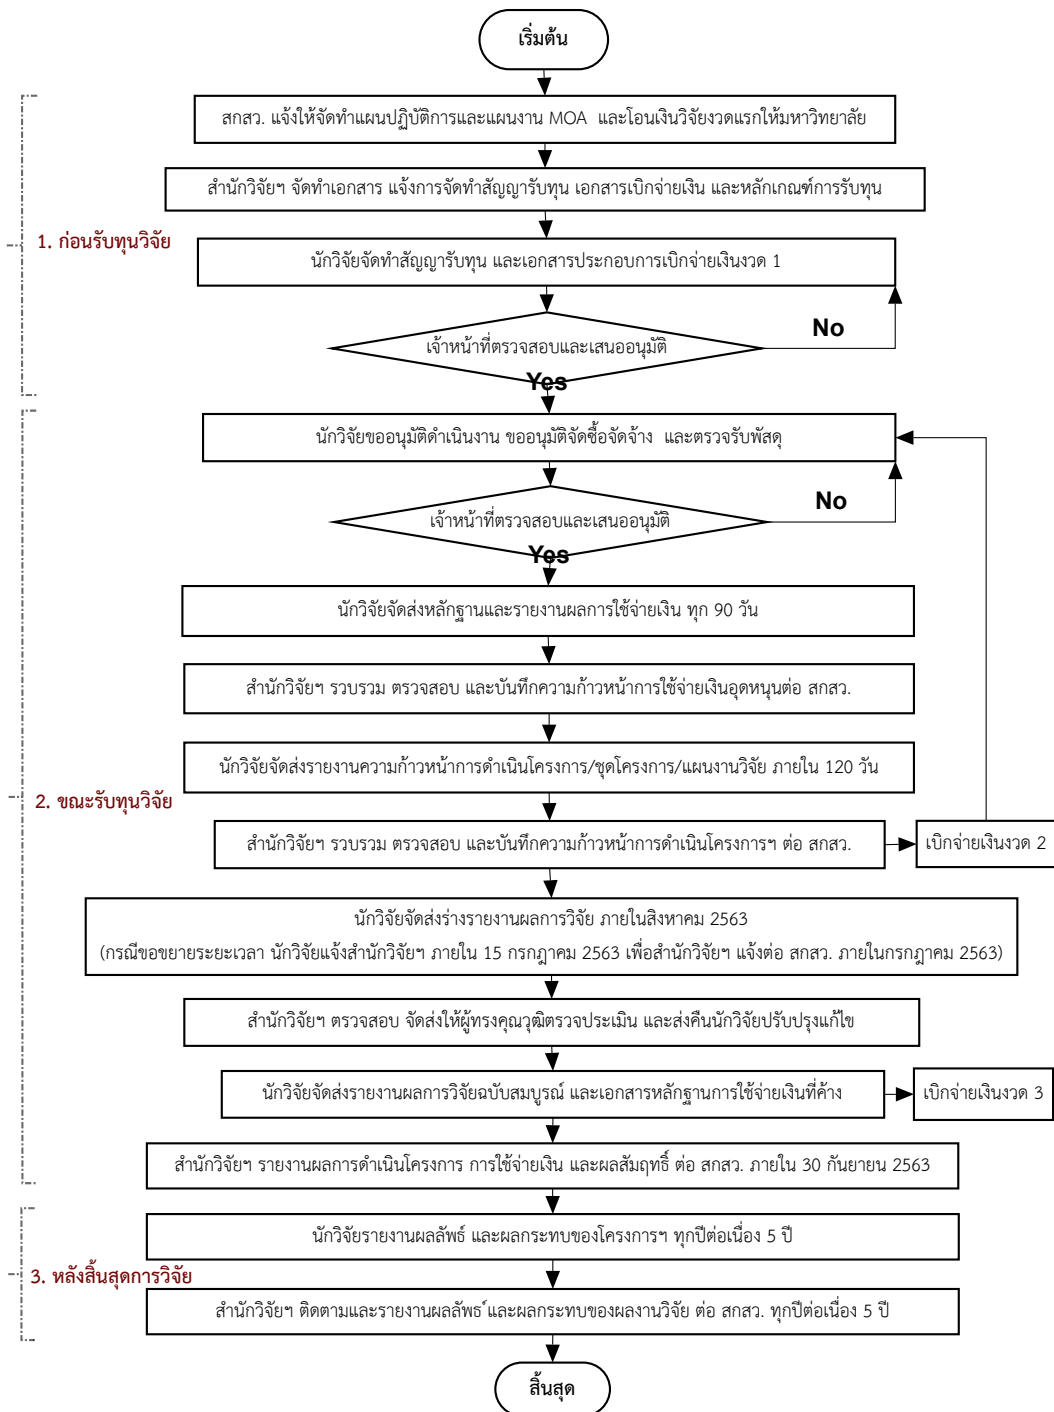 เริ่มต้น
สกสว. แจ้งให้จัดทำแผนปฏิบัติการและแผนงาน MOA และโอนเงินวิจัยงวดแรกให้มหาวิทยาลัย
สำนักวิจัยฯ จัดทำเอกสาร แจ้งการจัดทำสัญญารับทุน เอกสารเบิกจ่ายเงิน และหลักเกณฑ์การรับทุน
1. ก่อนรับทุนวิจัย
นักวิจัยจัดทำสัญญารับทุน และเอกสารประกอบการเบิกจ่ายเงินงวด 1
No
เจ้าหน้าที่ตรวจสอบและเสนออนุมัติ
Yes
นักวิจัยขออนุมัติดำเนินงาน ขออนุมัติจัดซื้อจัดจ้าง และตรวจรับพัสดุ
No
เจ้าหน้าที่ตรวจสอบและเสนออนุมัติ
Yes
นักวิจัยจัดส่งหลักฐานและรายงานผลการใช้จ่ายเงิน ทุก 90 วัน
สำนักวิจัยฯ รวบรวม ตรวจสอบ และบันทึกความก้าวหน้าการใช้จ่ายเงินอุดหนุนต่อ สกสว.
นักวิจัยจัดส่งรายงานความก้าวหน้าการดำเนินโครงการ/ชุดโครงการ/แผนงานวิจัย ภายใน 120 วัน
2. ขณะรับทุนวิจัย
สำนักวิจัยฯ รวบรวม ตรวจสอบ และบันทึกความก้าวหน้าการดำเนินโครงการฯ ต่อ สกสว.
เบิกจ่ายเงินงวด 2
นักวิจัยจัดส่งร่างรายงานผลการวิจัย ภายในสิงหาคม 2563
(กรณีขอขยายระยะเวลา นักวิจัยแจ้งสำนักวิจัยฯ ภายใน 15 กรกฎาคม 2563 เพื่อสำนักวิจัยฯ แจ้งต่อ สกสว. ภายในกรกฎาคม 2563)
สำนักวิจัยฯ ตรวจสอบ จัดส่งให้ผู้ทรงคุณวุฒิตรวจประเมิน และส่งคืนนักวิจัยปรับปรุงแก้ไข
นักวิจัยจัดส่งรายงานผลการวิจัยฉบับสมบูรณ์ และเอกสารหลักฐานการใช้จ่ายเงินที่ค้าง
เบิกจ่ายเงินงวด 3
สำนักวิจัยฯ รายงานผลการดำเนินโครงการ การใช้จ่ายเงิน และผลสัมฤทธิ์ ต่อ สกสว. ภายใน 30 กันยายน 2563
นักวิจัยรายงานผลลัพธ์ และผลกระทบของโครงการฯ ทุกปีต่อเนื่อง 5 ปี
3. หลังสิ้นสุดการวิจัย
สำนักวิจัยฯ ติดตามและรายงานผลลัพธ์และผลกระทบของผลงานวิจัย ต่อ สกสว. ทุกปีต่อเนื่อง 5 ปี
สิ้นสุด